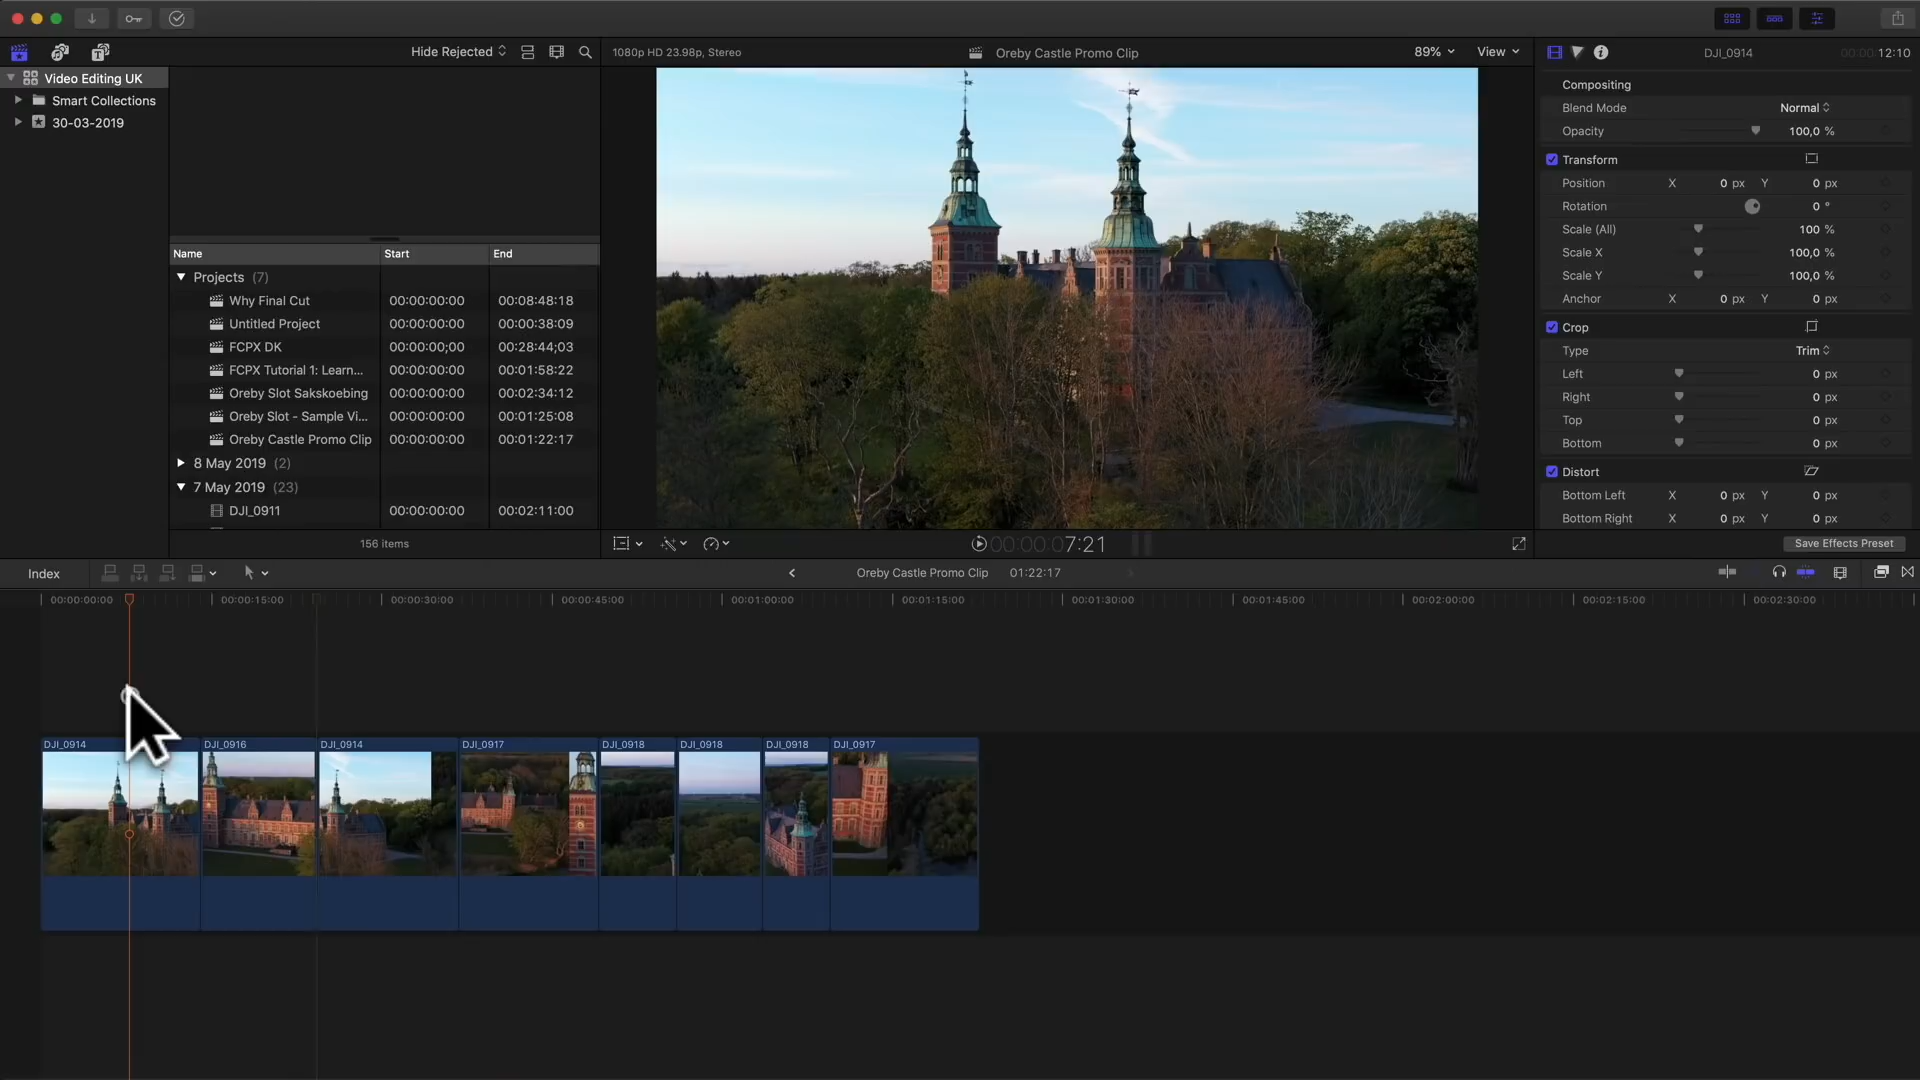 Hide Rejected
1080p HD 23.98p, Stereo
Oreby Castle Promo Clip
89%
View
DJI_0914
00:00:00:12:10
Video Editing UK
Smart Collections
30-03-2019
Name Start End
Projects (7)
Why Final Cut 00:00:00:00 00:08:48:18
Untitled Project 00:00:00:00 00:00:38:09
FCPX DK 00:00:00;00 00:28:44;03
FCPX Tutorial 1: Learn... 00:00:00:00 00:01:58:22
Oreby Slot Sakskoebing 00:00:00:00 00:02:34:12
Oreby Slot - Sample Vi... 00:00:00:00 00:01:25:08
Oreby Castle Promo Clip 00:00:00:00 00:01:22:17
8 May 2019 (2)
7 May 2019 (23)
DJI_0911 00:00:00:00 00:02:11:00
156 items
Compositing
Blend Mode Normal
Opacity 100,0 %
Transform
Position X 0 px Y 0 px
Rotation 0 °
Scale (All) 100 %
Scale X 100,0 %
Scale Y 100,0 %
Anchor X 0 px Y 0 px
Crop
Type Trim
Left 0 px
Right 0 px
Top 0 px
Bottom 0 px
Distort
Bottom Left X 0 px Y 0 px
Bottom Right X 0 px Y 0 px
Save Effects Preset
00:00:07:21
Index
Oreby Castle Promo Clip 01:22:17
00:00:00:00 00:00:15:00 00:00:30:00 00:00:45:00 00:01:00:00 00:01:15:00 00:01:30:00 00:01:45:00 00:02:00:00 00:02:15:00 00:02:30:00
DJI_0914 DJI_0916 DJI_0914 DJI_0917 DJI_0918 DJI_0918 DJI_0918 DJI_0917